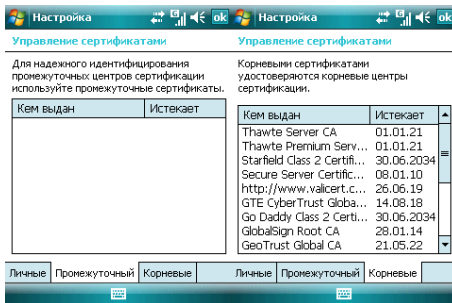 Настройка
ok
Управление сертификатами
Для надежного идентифицирования
промежуточных центров сертификации
используйте промежуточные сертификаты.
Кем выдан Истекает
Личные Промежуточный Корневые
Настройка
ok
Управление сертификатами
Корневыми сертификатами
удостоверяются корневые центры
сертификации.
Кем выдан Истекает
Thawte Server CA 01.01.21
Thawte Premium Serv... 01.01.21
Starfield Class 2 Certifi... 30.06.2034
Secure Server Certific... 08.01.10
http://www.valicert.c... 26.06.19
GTE CyberTrust Globa... 14.08.18
Go Daddy Class 2 Certi... 30.06.2034
GlobalSign Root CA 28.01.14
GeoTrust Global CA 21.05.22
Личные Промежуточный Корневые